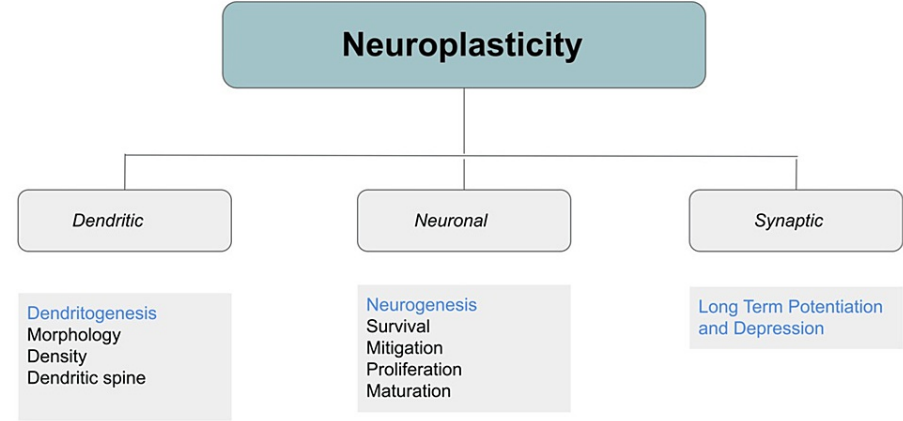 Neuroplasticity
Dendritic
Neuronal
Synaptic
Dendritogenesis
Morphology
Density
Dendritic spine
Neurogenesis
Survival
Mitigation
Proliferation
Maturation
Long Term Potentiation
and Depression